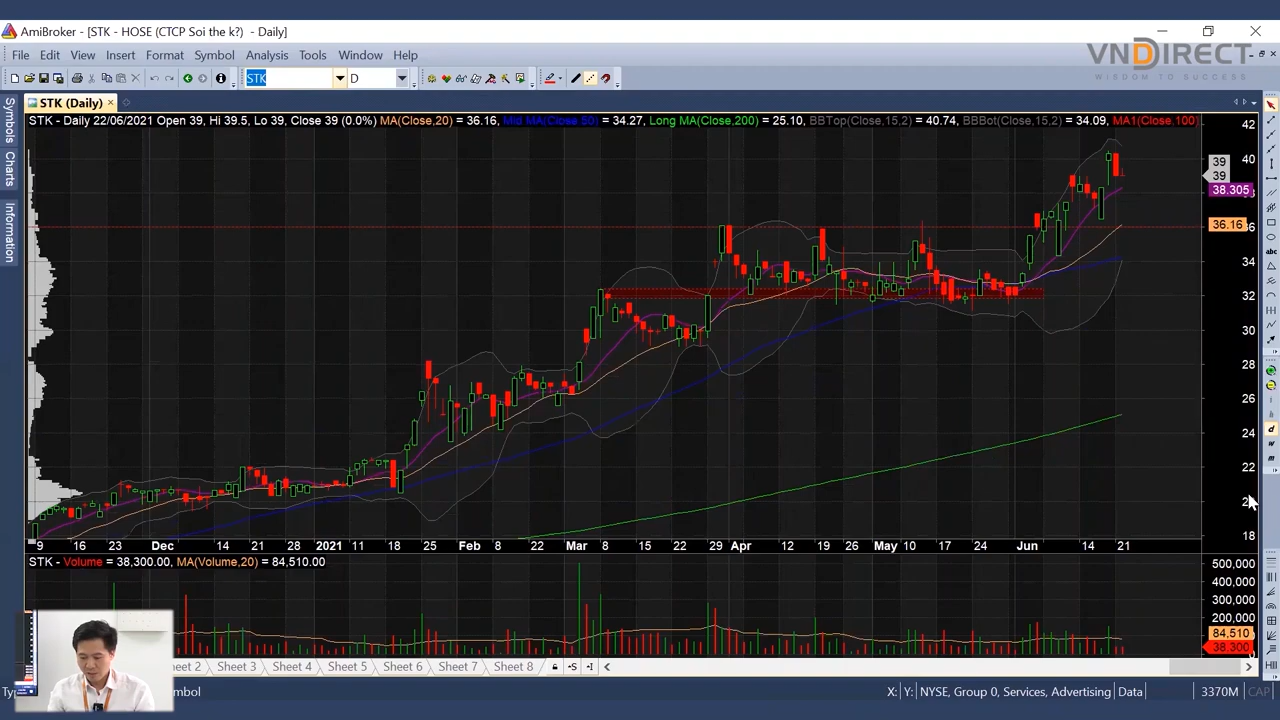 AmiBroker - [STK - HOSE (CTCP Soi the k?) - Daily]
File Edit View Insert Format Symbol Analysis Tools Window Help
VNDIRECT
WISDOM TO SUCCESS
STK D
STK (Daily)
Symbols
Charts
Information
STK - Daily 22/06/2021 Open 39, Hi 39.5, Lo 39, Close 39 (0.0%) MA(Close,20) = 36.16, Mid MA(Close,50) = 34.27, Long MA(Close,200) = 25.10, BBTop(Close,15,2) = 40.74, BBBot(Close,15,2) = 34.09, MA1(Close,100)
42
40
39
39
38.305
36.16
34
32
30
28
26
24
22
18
9 16 23 Dec 14 21 28 2021 11 18 25 Feb 8 22 Mar 8 15 22 29 Apr 12 19 26 May 10 17 24 Jun 14 21
STK - Volume = 38,300.00, MA(Volume,20) = 84,510.00
500,000
400,000
300,000
200,000
84,510
38,300
Sheet 3 Sheet 4 Sheet 5 Sheet 6 Sheet 7 Sheet 8
X: Y: NYSE, Group 0, Services, Advertising Data 3370M CAP